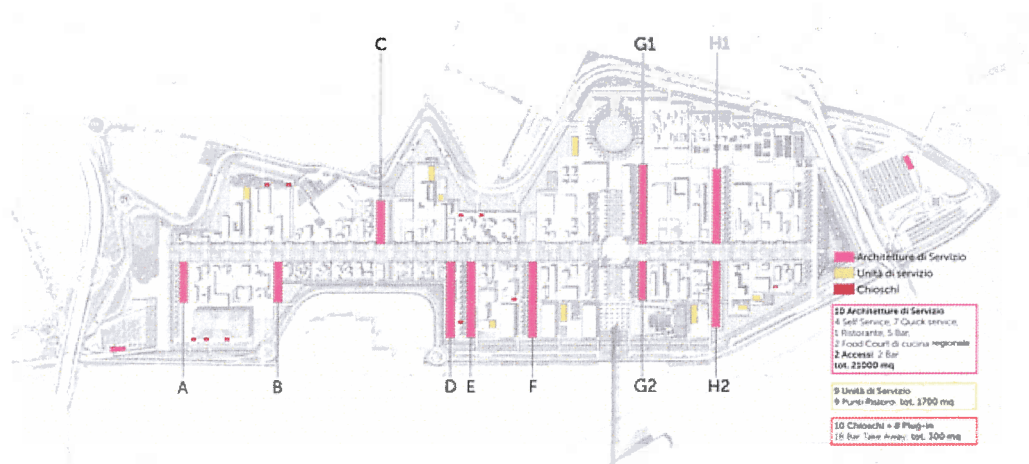 C
G1
H1
A
B
D
E
F
G2
H2
Architetture di Servizio
Unità di servizio
Chioschi
10 Architetture di Servizio
4 Self Service, 7 Quick service,
1 Ristorante, 5 Bar,
2 Food Court di cucina regionale
2 Accessi 2 Bar
tot. 21000 mq
9 Unità di Servizio
9 Punti Ristoro tot. 1700 mq
10 Chioschi + 8 Plug-in
18 Bar Take Away tot. 300 mq